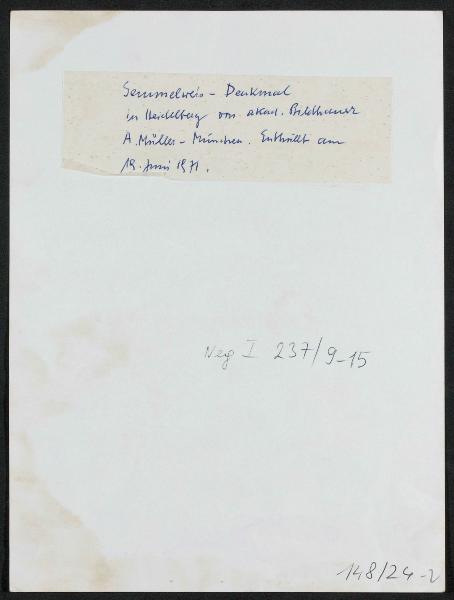 Semmelweis - Denkmal
in Heidelberg von akad. Bildhauer
A. Müller - München. Enthüllt am
19. Juni 1971.
Neg I 237/9-15
148/24-2